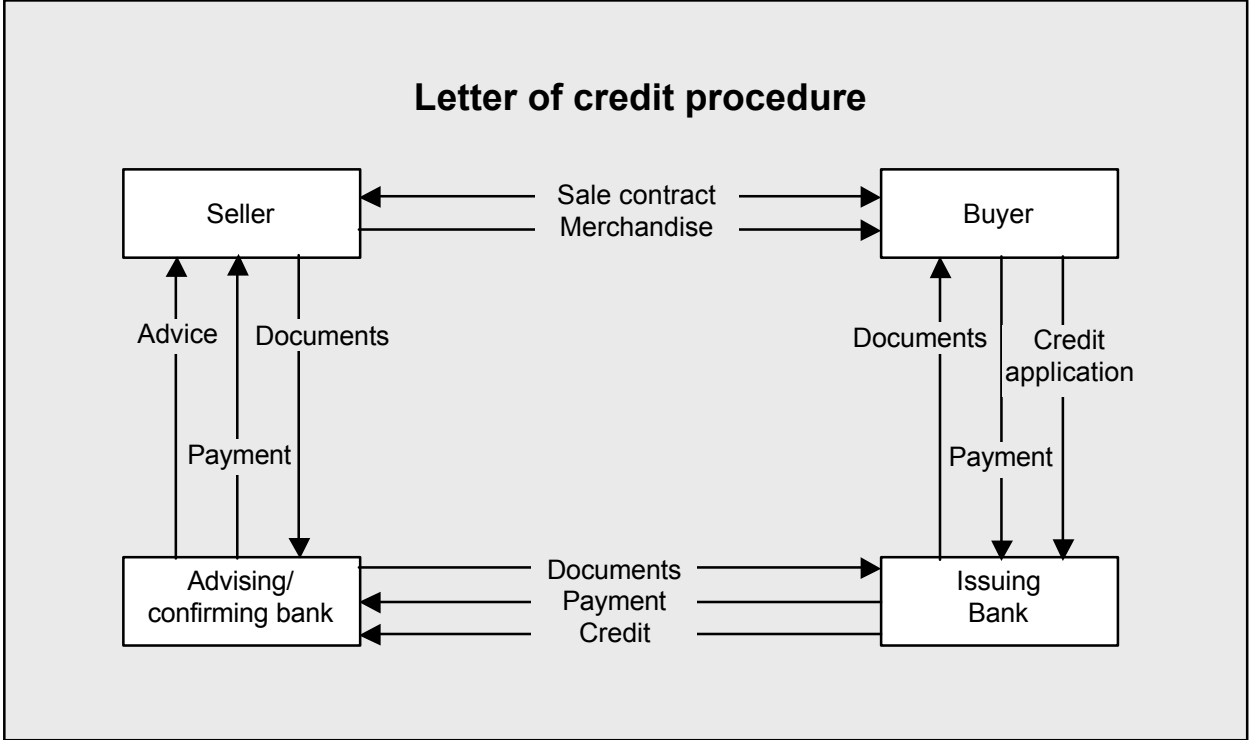 Letter of credit procedure
Seller
Sale contract
Merchandise
Buyer
Advice
Documents
Payment
Documents
Credit
application
Payment
Advising/
confirming bank
Documents
Payment
Credit
Issuing
Bank